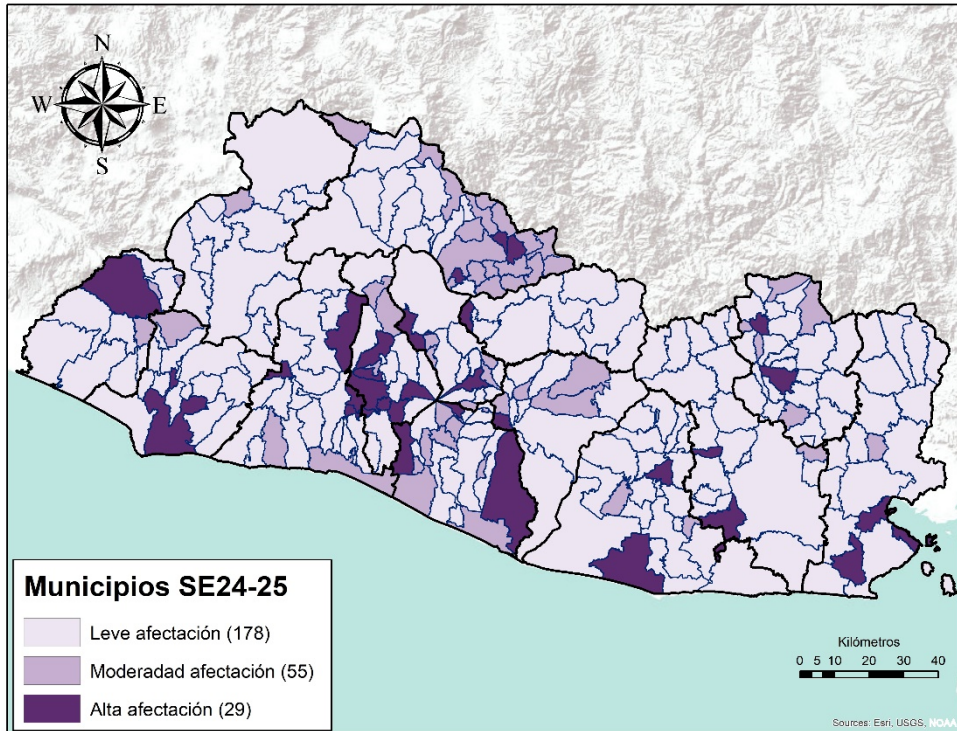 N
W E
S
Municipios SE24-25
Leve afectación (178)
Moderadad afectación (55)
Alta afectación (29)
Kilómetros
0 5 10 20 30 40
Sources: Esri, USGS, NOAA